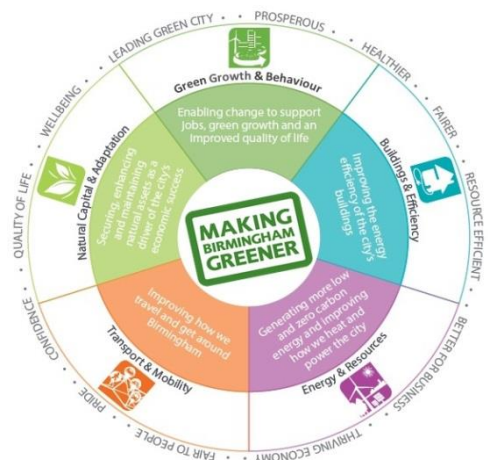 LEADING GREEN CITY • PROSPEROUS • HEALTHIER • FAIRER • RESOURCE EFFICIENT • BETTER FOR BUSINESS • THRIVING ECONOMY • FAIR TO PEOPLE • PRIDE • CONFIDENCE • QUALITY OF LIFE • WELLBEING
Green Growth & Behaviour
Enabling change to support
jobs, green growth and an
improved quality of life
Buildings & Efficiency
Improving the energy
efficiency of the city's
buildings
Energy & Resources
Generating more low
and zero carbon
energy and improving
how we heat and
power the city
Transport & Mobility
Improving how we
travel and get around
Birmingham
Natural Capital & Adaptation
Securing, enhancing
and maintaining
natural assets as a
driver of the city's
economic success
MAKING
BIRMINGHAM
GREENER